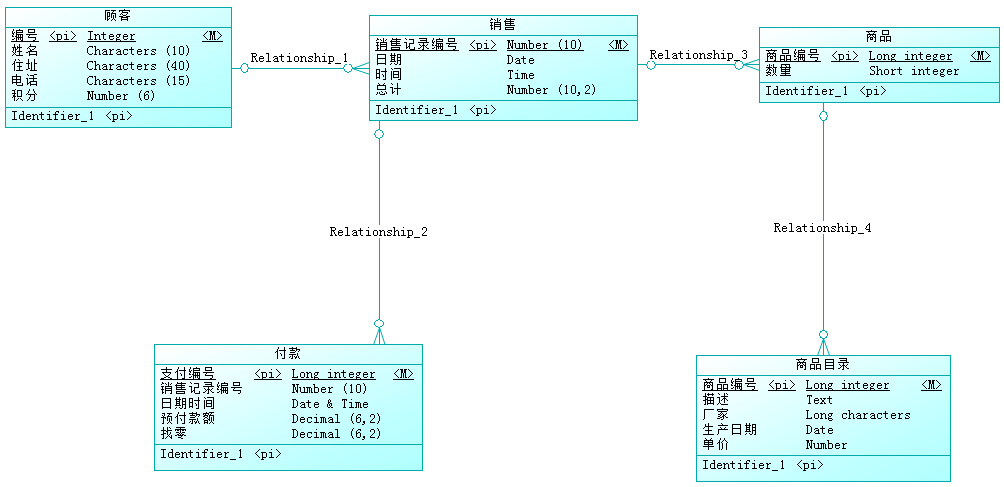 顾客
编号 <pi> Integer <M>
姓名 Characters (10)
住址 Characters (40)
电话 Characters (15)
积分 Number (6)
Identifier_1 <pi>
Relationship_1
销售
销售记录编号 <pi> Number (10) <M>
日期 Date
时间 Time
总计 Number (10,2)
Identifier_1 <pi>
Relationship_3
商品
商品编号 <pi> Long integer <M>
数量 Short integer
Identifier_1 <pi>
Relationship_2
Relationship_4
付款
支付编号 <pi> Long integer <M>
销售记录编号 Number (10)
日期时间 Date & Time
预付款额 Decimal (6,2)
找零 Decimal (6,2)
Identifier_1 <pi>
商品目录
商品编号 <pi> Long integer <M>
描述 Text
厂家 Long characters
生产日期 Date
单价 Number
Identifier_1 <pi>